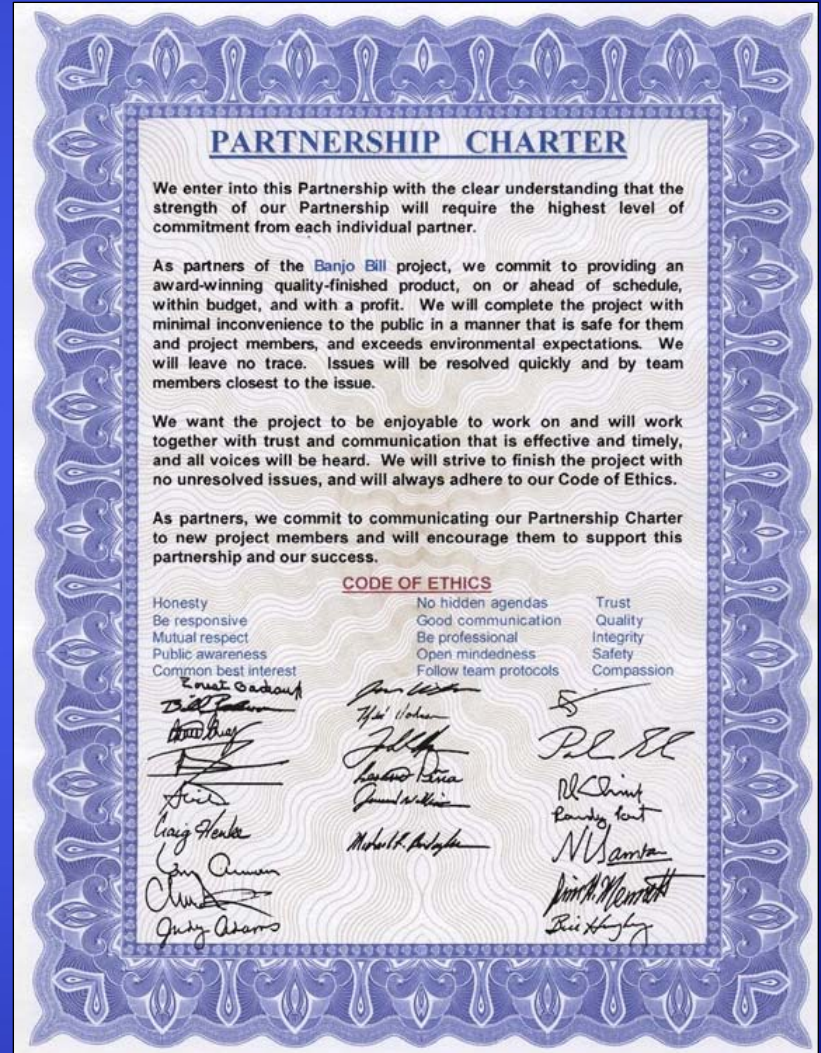 PARTNERSHIP CHARTER
We enter into this Partnership with the clear understanding that the
strength of our Partnership will require the highest level of
commitment from each individual partner.
As partners of the Banjo Bill project, we commit to providing an
award-winning quality-finished product, on or ahead of schedule,
within budget, and with a profit. We will complete the project with
minimal inconvenience to the public in a manner that is safe for them
and project members, and exceeds environmental expectations. We
will leave no trace. Issues will be resolved quickly and by team
members closest to the issue.
We want the project to be enjoyable to work on and will work
together with trust and communication that is effective and timely,
and all voices will be heard. We will strive to finish the project with
no unresolved issues, and will always adhere to our Code of Ethics.
As partners, we commit to communicating our Partnership Charter
to new project members and will encourage them to support this
partnership and our success.
CODE OF ETHICS
Honesty No hidden agendas Trust
Be responsive Good communication Quality
Mutual respect Be professional Integrity
Public awareness Open mindedness Safety
Common best interest Follow team protocols Compassion
Craig Henke
Judy Adams